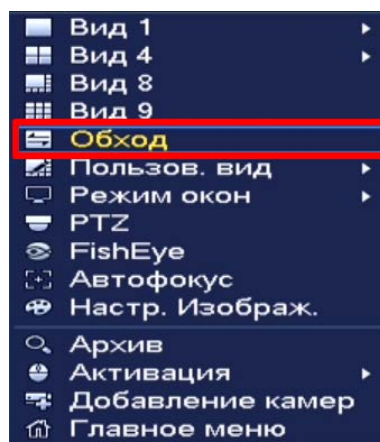 Вид 1
Вид 4
Вид 8
Вид 9
Обход
Пользов. вид
Режим окон
PTZ
FishEye
Автофокус
Настр. Изображ.
Архив
Активация
Добавление камер
Главное меню